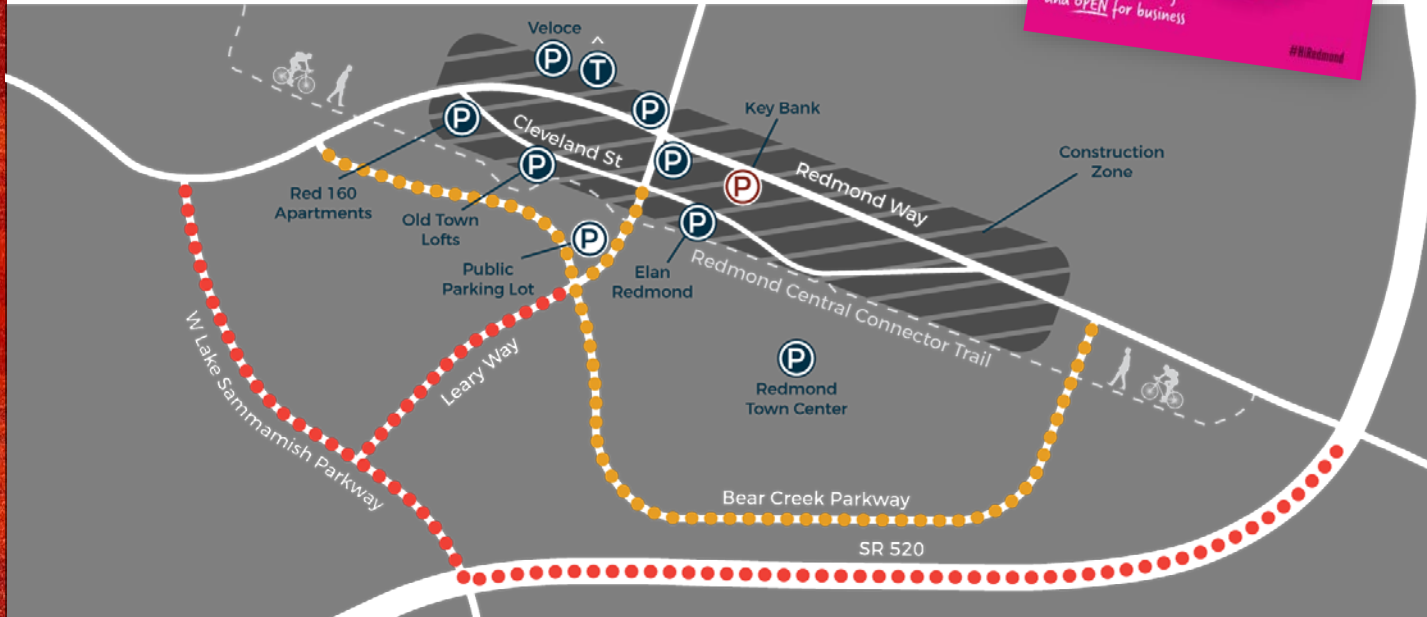 and OPEN for business
#HiRedmond
Veloce
P
^
T
P
Key Bank
P
Cleveland St
P
P
P
Construction
Zone
Redmond Way
Red 160
Apartments
Old Town
Lofts
P
P
Public
Parking Lot
Elan
Redmond
Redmond Central Connector Trail
W Lake Sammamish Parkway
Leary Way
P
Redmond
Town Center
Bear Creek Parkway
SR 520